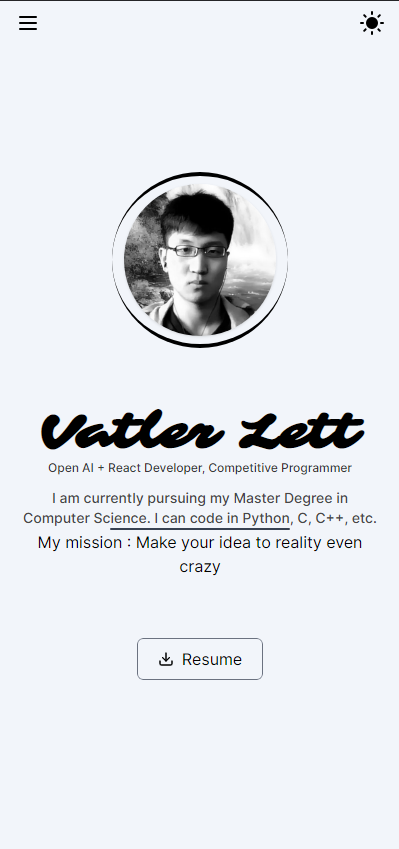 Vatler Lett
Open AI + React Developer, Competitive Programmer
I am currently pursuing my Master Degree in
Computer Science. I can code in Python, C, C++, etc.
My mission : Make your idea to reality even
crazy
Resume